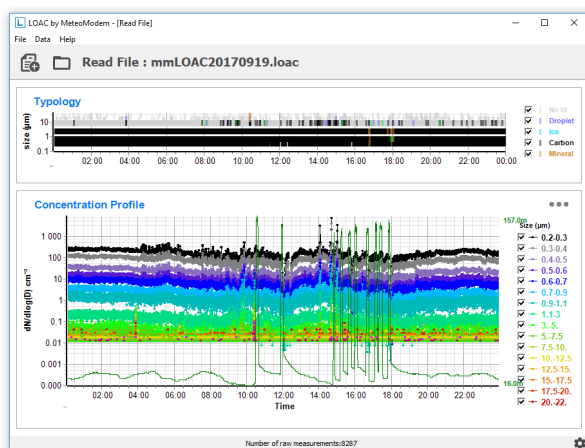 LOAC by MeteoModem - [Read File]
File Data Help
Read File : mmLOAC20170919.loac
Typology
size (µm)
10
1.0
0.1
02:00 04:00 06:00 08:00 10:00 12:00 14:00 16:00 18:00 20:00 22:00 00:00
No Id
Droplet
Ice
Carbon
Mineral
Concentration Profile
dN/dlog(D) cm⁻³
1 000
100
10
1
0.1
0.01
0.001
0.000
02:00 04:00 06:00 08:00 10:00 12:00 14:00 16:00 18:00 20:00 22:00
Time
157.0m
16.0m
Size (µm)
0.2-0.3
0.3-0.4
0.4-0.5
0.5-0.6
0.6-0.7
0.7-0.9
0.9-1.1
1.1-3
3.-5.
5.-7.5
7.5-10.
10.-12.5
12.5-15.
15.-17.5
17.5-20.
20.-22.
Number of raw measurements:8287